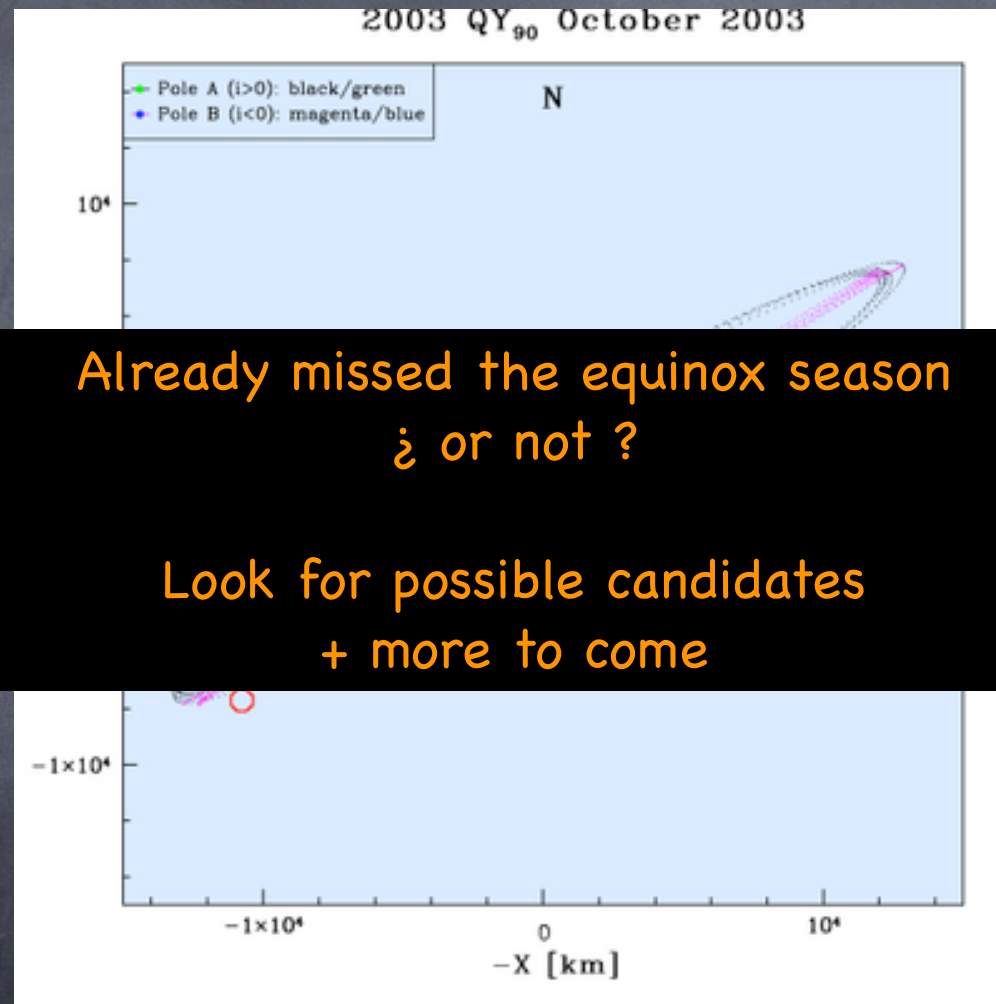 2003 QY₉₀ October 2003
Pole A (i>0): black/green
Pole B (i<0): magenta/blue
N
10⁴
Already missed the equinox season
¿ or not ?
Look for possible candidates
+ more to come
−1×10⁴
−1×10⁴ 0 10⁴
−X [km]